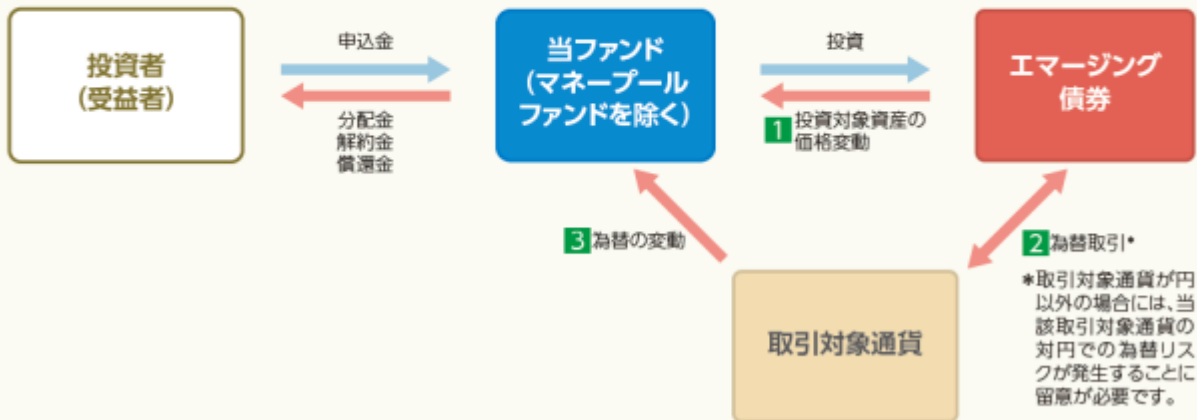 投資者
(受益者)
申込金
分配金
解約金
償還金
当ファンド
(マネープール
ファンドを除く)
投資
1 投資対象資産の
価格変動
エマージング
債券
3 為替の変動
2 為替取引*
取引対象通貨
*取引対象通貨が円
以外の場合には、当
該取引対象通貨の
対円での為替リス
クが発生することに
留意が必要です。